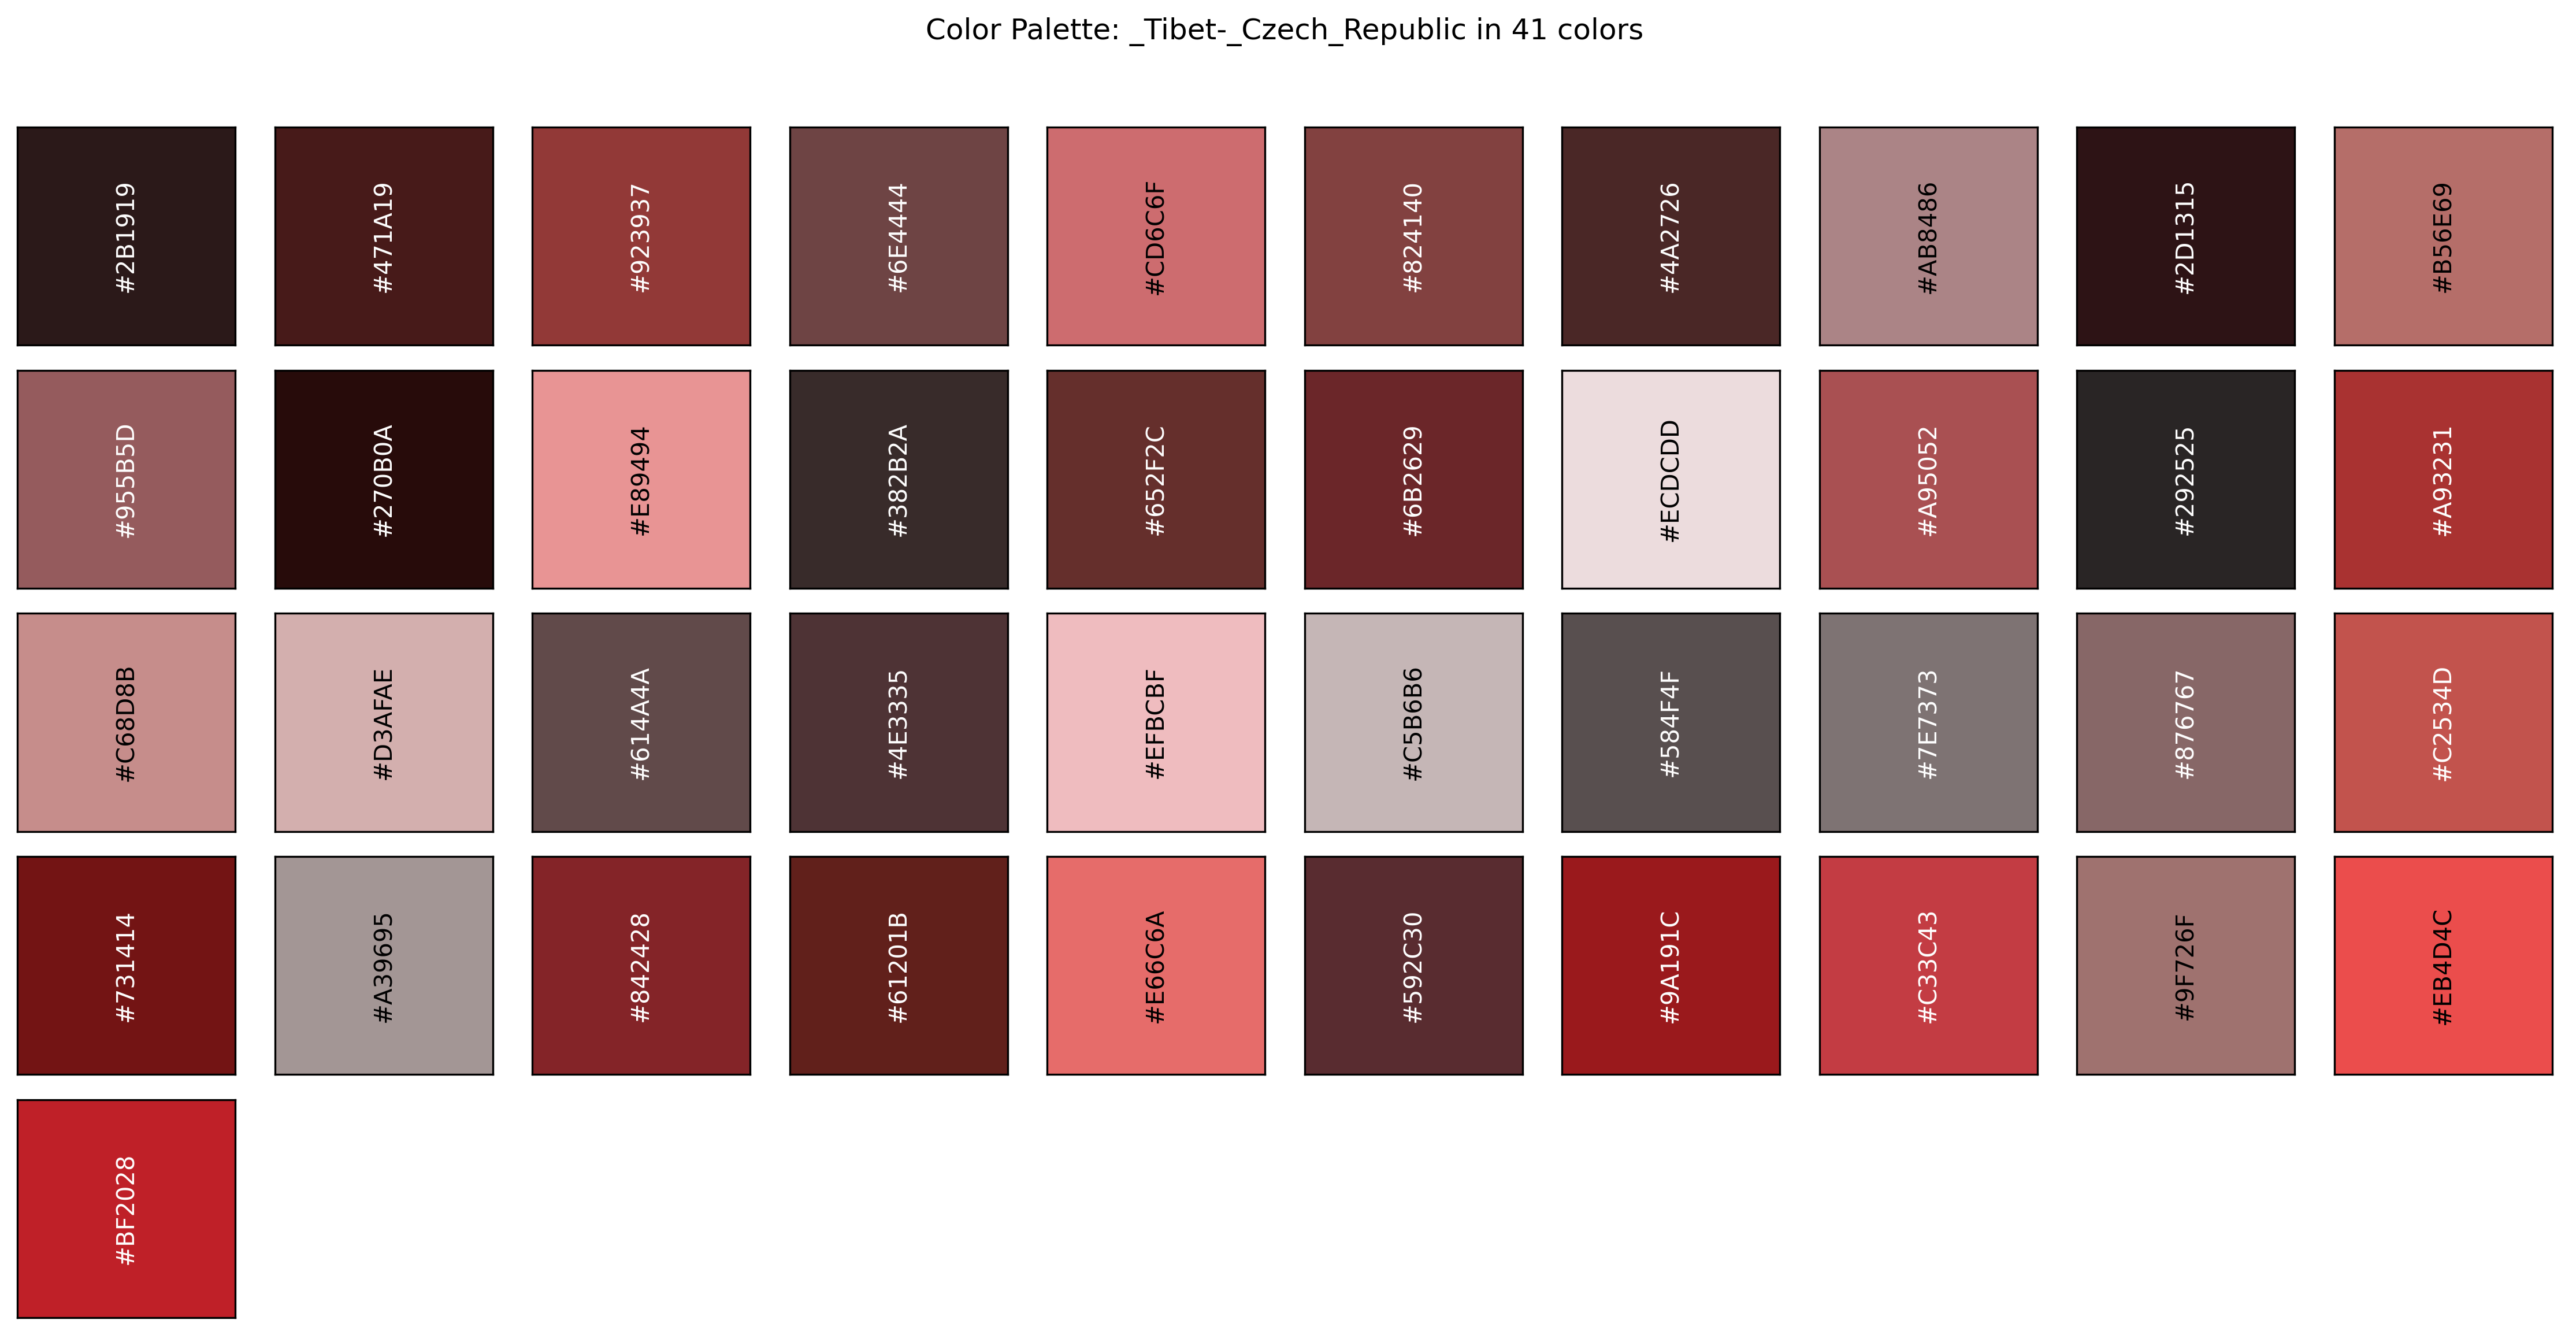 Color Palette: _Tibet-_Czech_Republic in 41 colors
#2B1919
#471A19
#923937
#6E4444
#CD6C6F
#824140
#4A2726
#AB8486
#2D1315
#B56E69
#955B5D
#270B0A
#E89494
#382B2A
#652F2C
#6B2629
#ECDCDD
#A95052
#292525
#A93231
#C68D8B
#D3AFAE
#614A4A
#4E3335
#EFBCBF
#C5B6B6
#584F4F
#7E7373
#876767
#C2534D
#731414
#A39695
#842428
#61201B
#E66C6A
#592C30
#9A191C
#C33C43
#9F726F
#EB4D4C
#BF2028